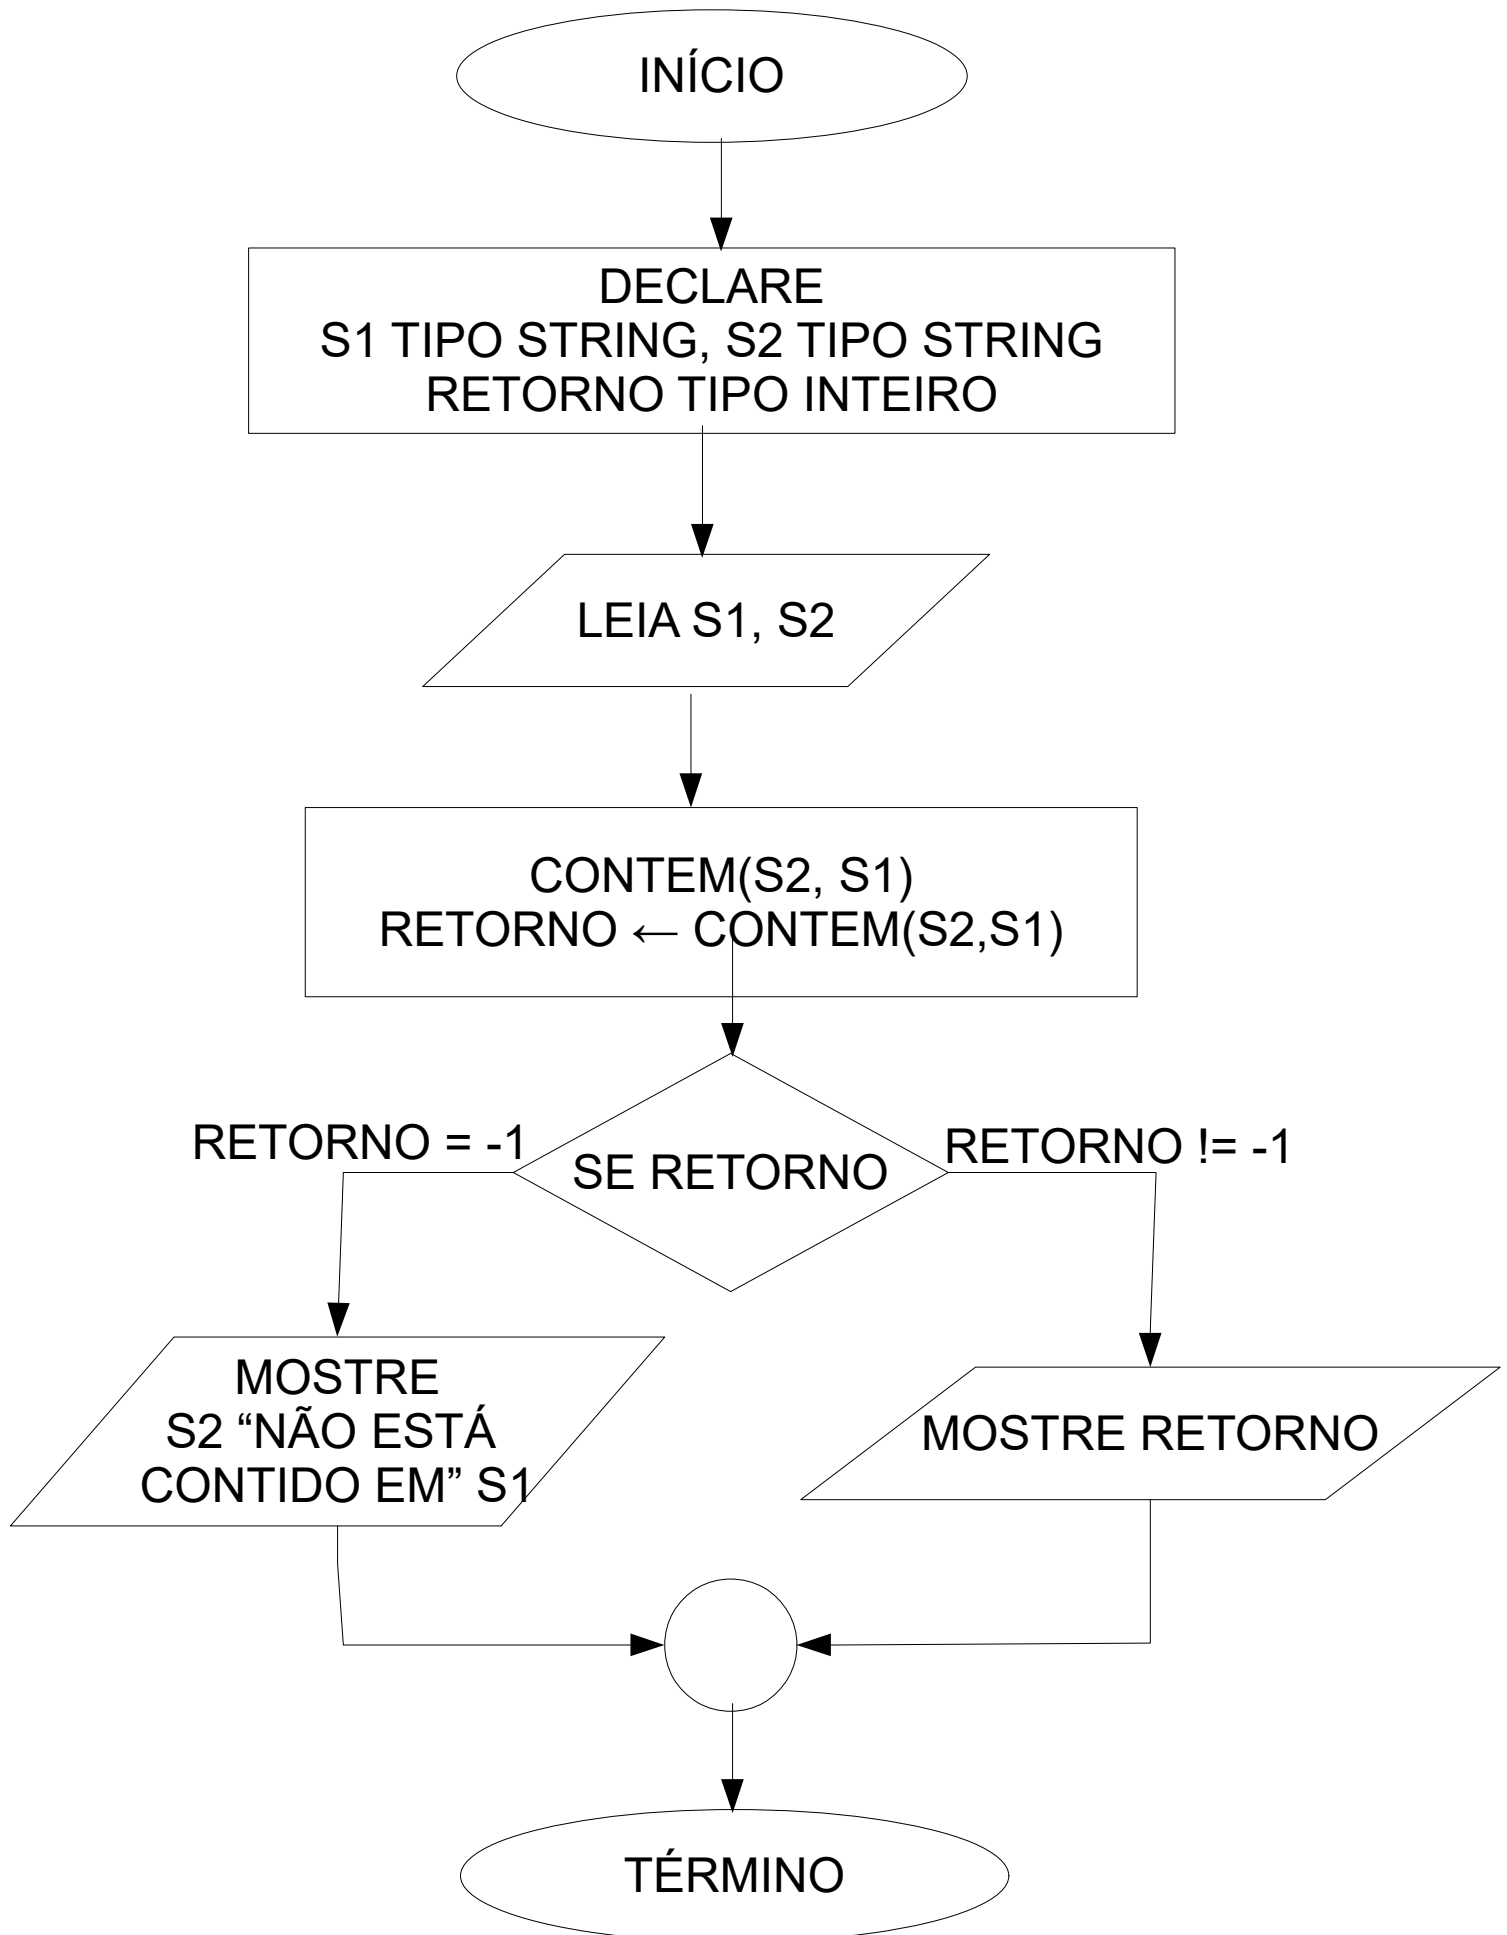 INÍCIO
DECLARE
S1 TIPO STRING, S2 TIPO STRING
RETORNO TIPO INTEIRO
LEIA S1, S2
CONTEM(S2, S1)
RETORNO ← CONTEM(S2,S1)
RETORNO = -1
SE RETORNO
RETORNO != -1
MOSTRE
S2 “NÃO ESTÁ
CONTIDO EM” S1
MOSTRE RETORNO
TÉRMINO